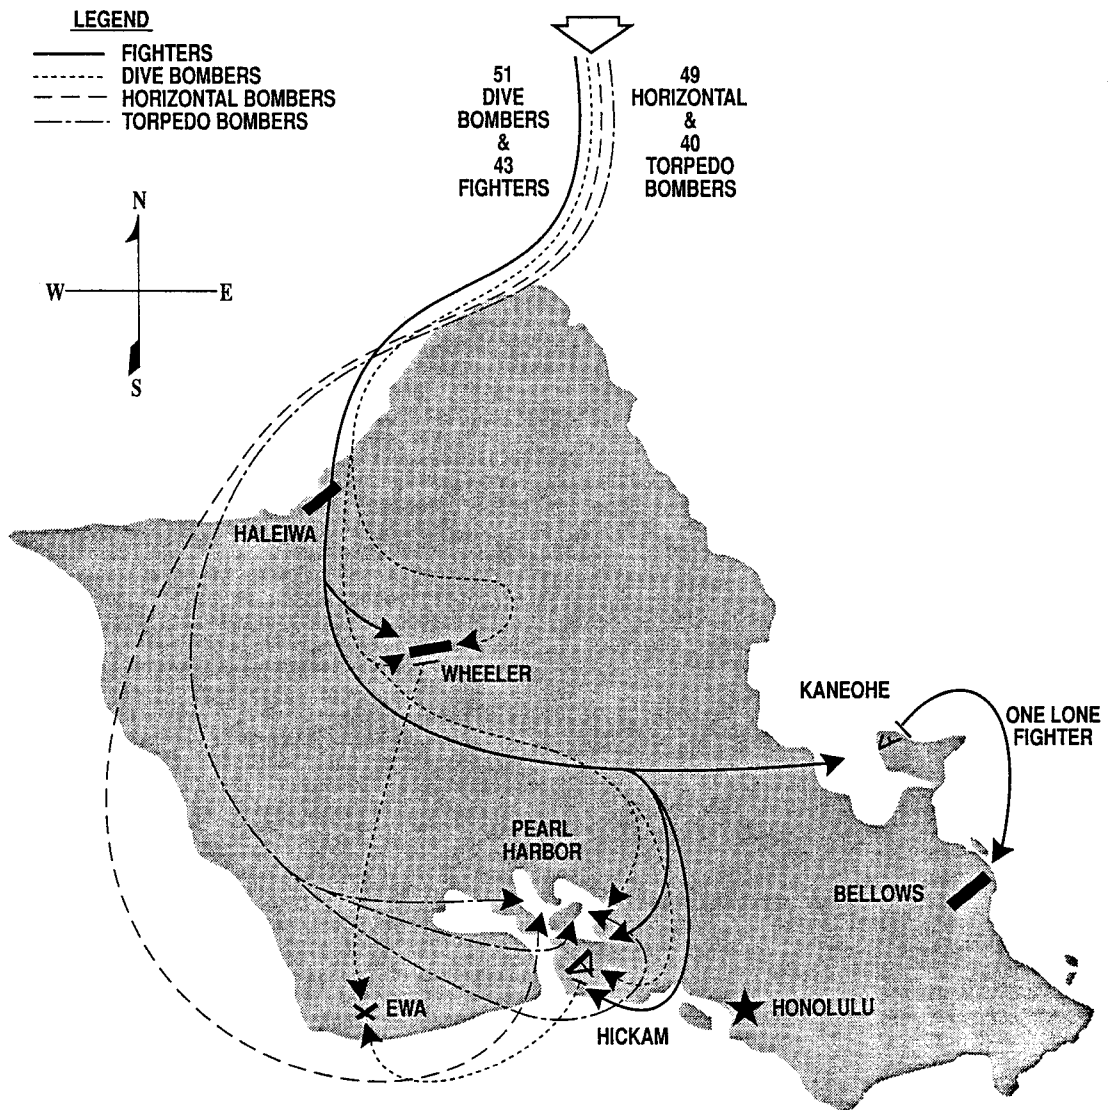 LEGEND
FIGHTERS
DIVE BOMBERS
HORIZONTAL BOMBERS
TORPEDO BOMBERS
51
DIVE
BOMBERS
&
43
FIGHTERS
49
HORIZONTAL
&
40
TORPEDO
BOMBERS
N
W
E
S
HALEIWA
WHEELER
KANEOHE
ONE LONE
FIGHTER
PEARL
HARBOR
BELLOWS
EWA
HONOLULU
HICKAM